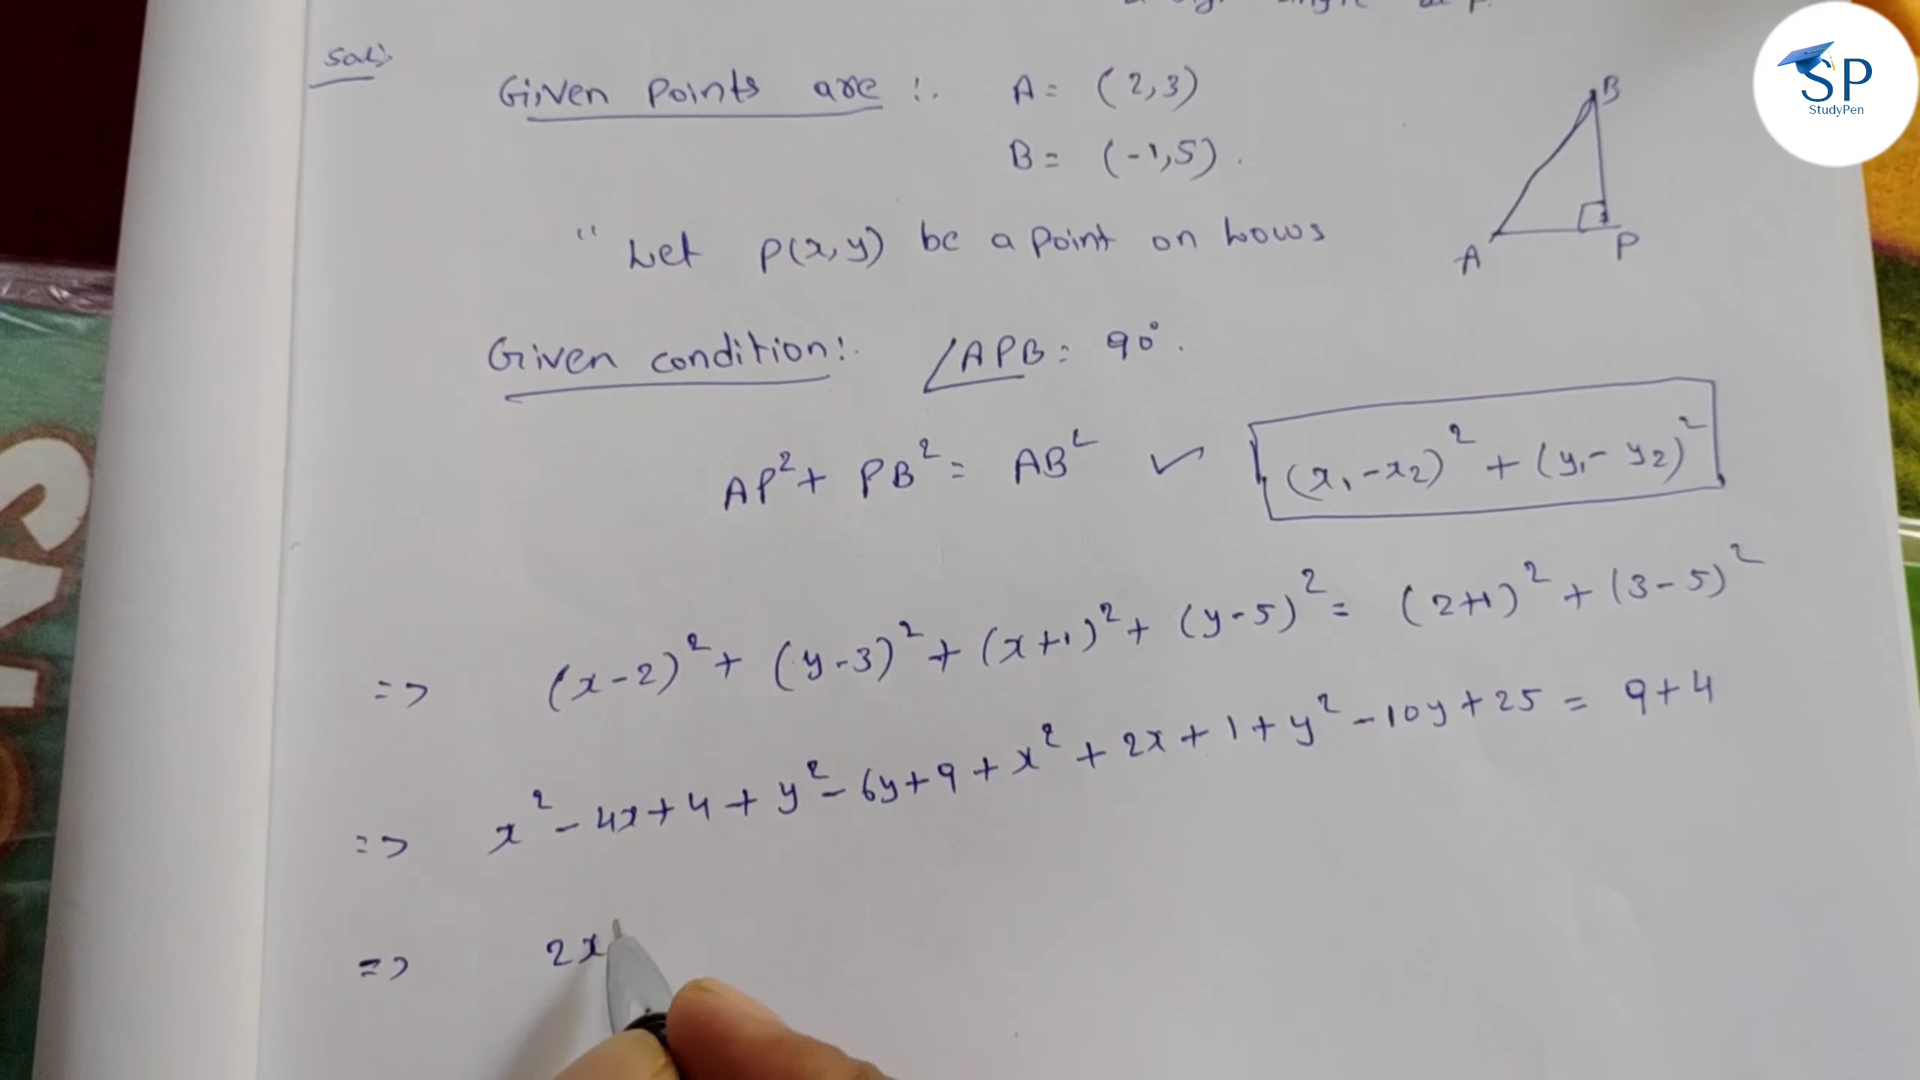 SP
StudyPen
Sol:
Given Points are :. A= (2,3)
B= (-1,5).
B
A
P
" Let P(x,y) be a point on Lows
Given condition:. ∠APB = 90°.
AP²+ PB² = AB² ✓ (x₁-x₂)² + (y₁- y₂)²
=> (x-2)² + (y-3)² + (x+1)² + (y-5)² = (2+1)² + (3-5)²
=> x² - 4x + 4 + y² - 6y + 9 + x² + 2x + 1 + y² - 10y + 25 = 9+4
=> 2x